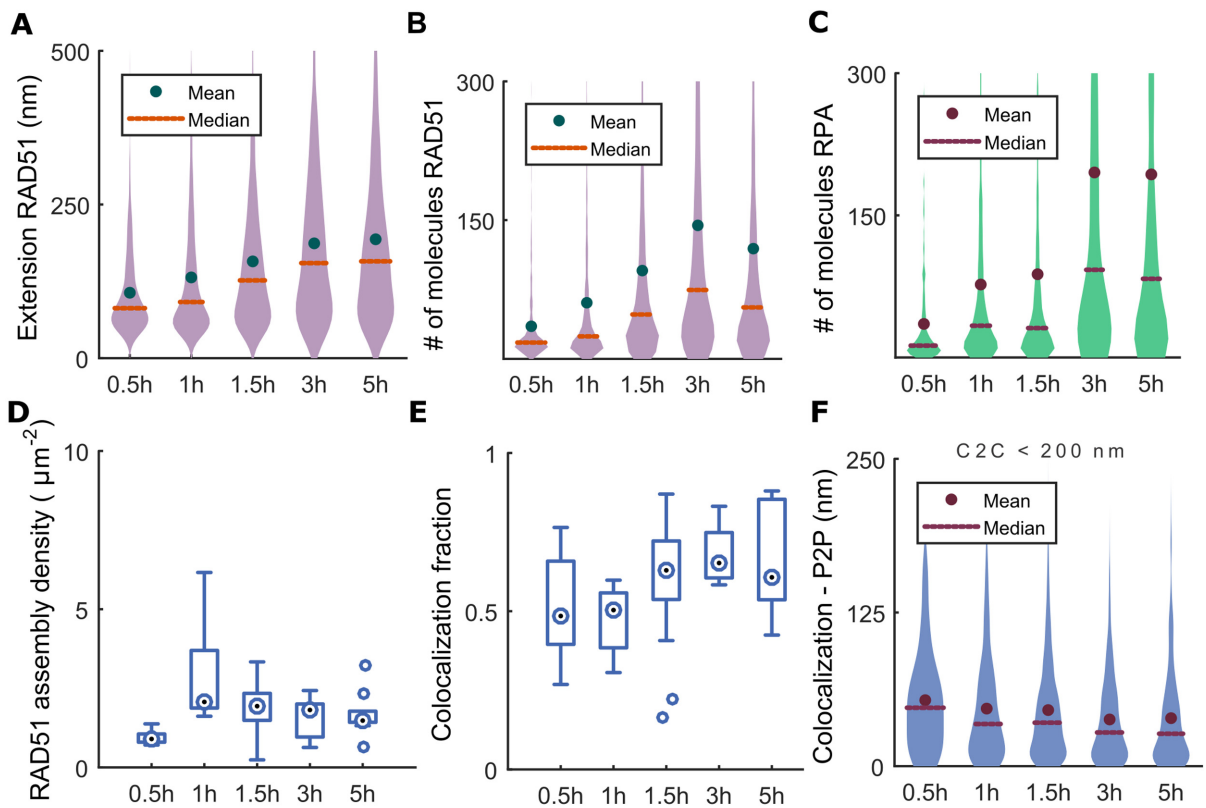 A
Extension RAD51 (nm)
500
250
0
Mean
Median
0.5h 1h 1.5h 3h 5h
B
# of molecules RAD51
300
150
Mean
Median
0.5h 1h 1.5h 3h 5h
C
# of molecules RPA
300
150
Mean
Median
0.5h 1h 1.5h 3h 5h
D
RAD51 assembly density ( µm⁻²)
10
5
0
0.5h 1h 1.5h 3h 5h
E
Colocalization fraction
1
0.5
0
0.5h 1h 1.5h 3h 5h
F
C2C < 200 nm
Colocalization - P2P (nm)
250
125
0
Mean
Median
0.5h 1h 1.5h 3h 5h